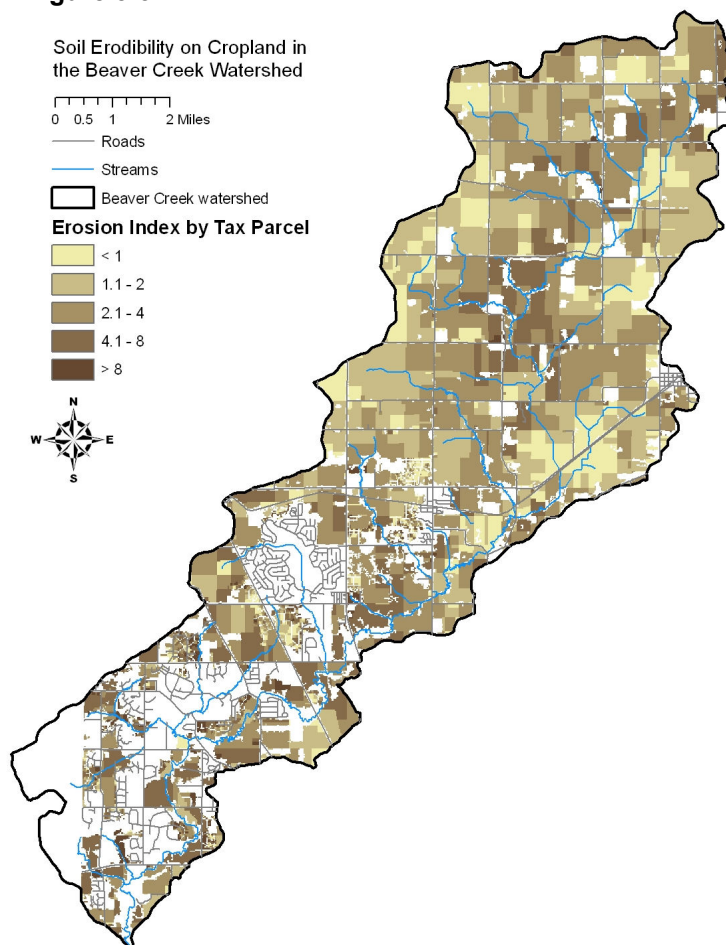 Soil Erodibility on Cropland in
the Beaver Creek Watershed
0 0.5 1 2 Miles
Roads
Streams
Beaver Creek watershed
Erosion Index by Tax Parcel
< 1
1.1 - 2
2.1 - 4
4.1 - 8
> 8
N
W E
S